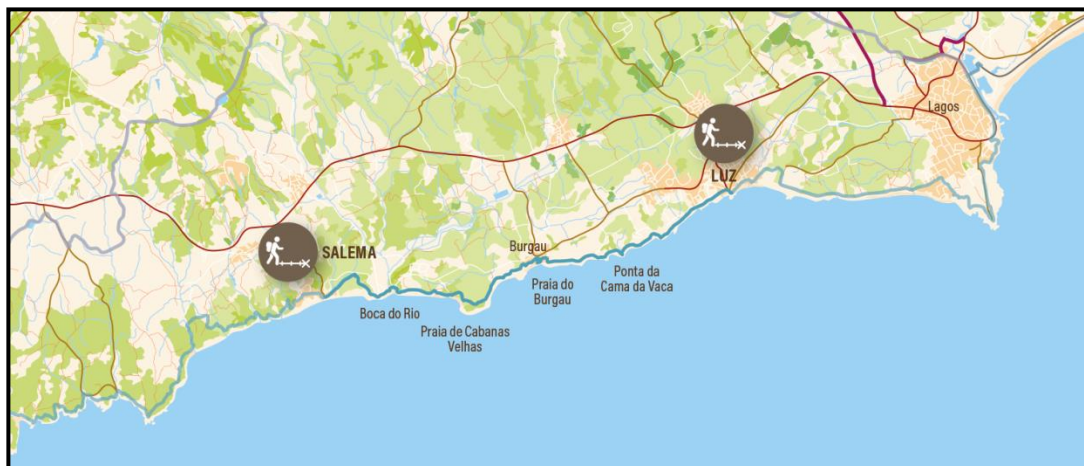 Lagos
LUZ
SALEMA
Burgau
Ponta da
Cama da Vaca
Praia do
Burgau
Boca do Rio
Praia de Cabanas
Velhas